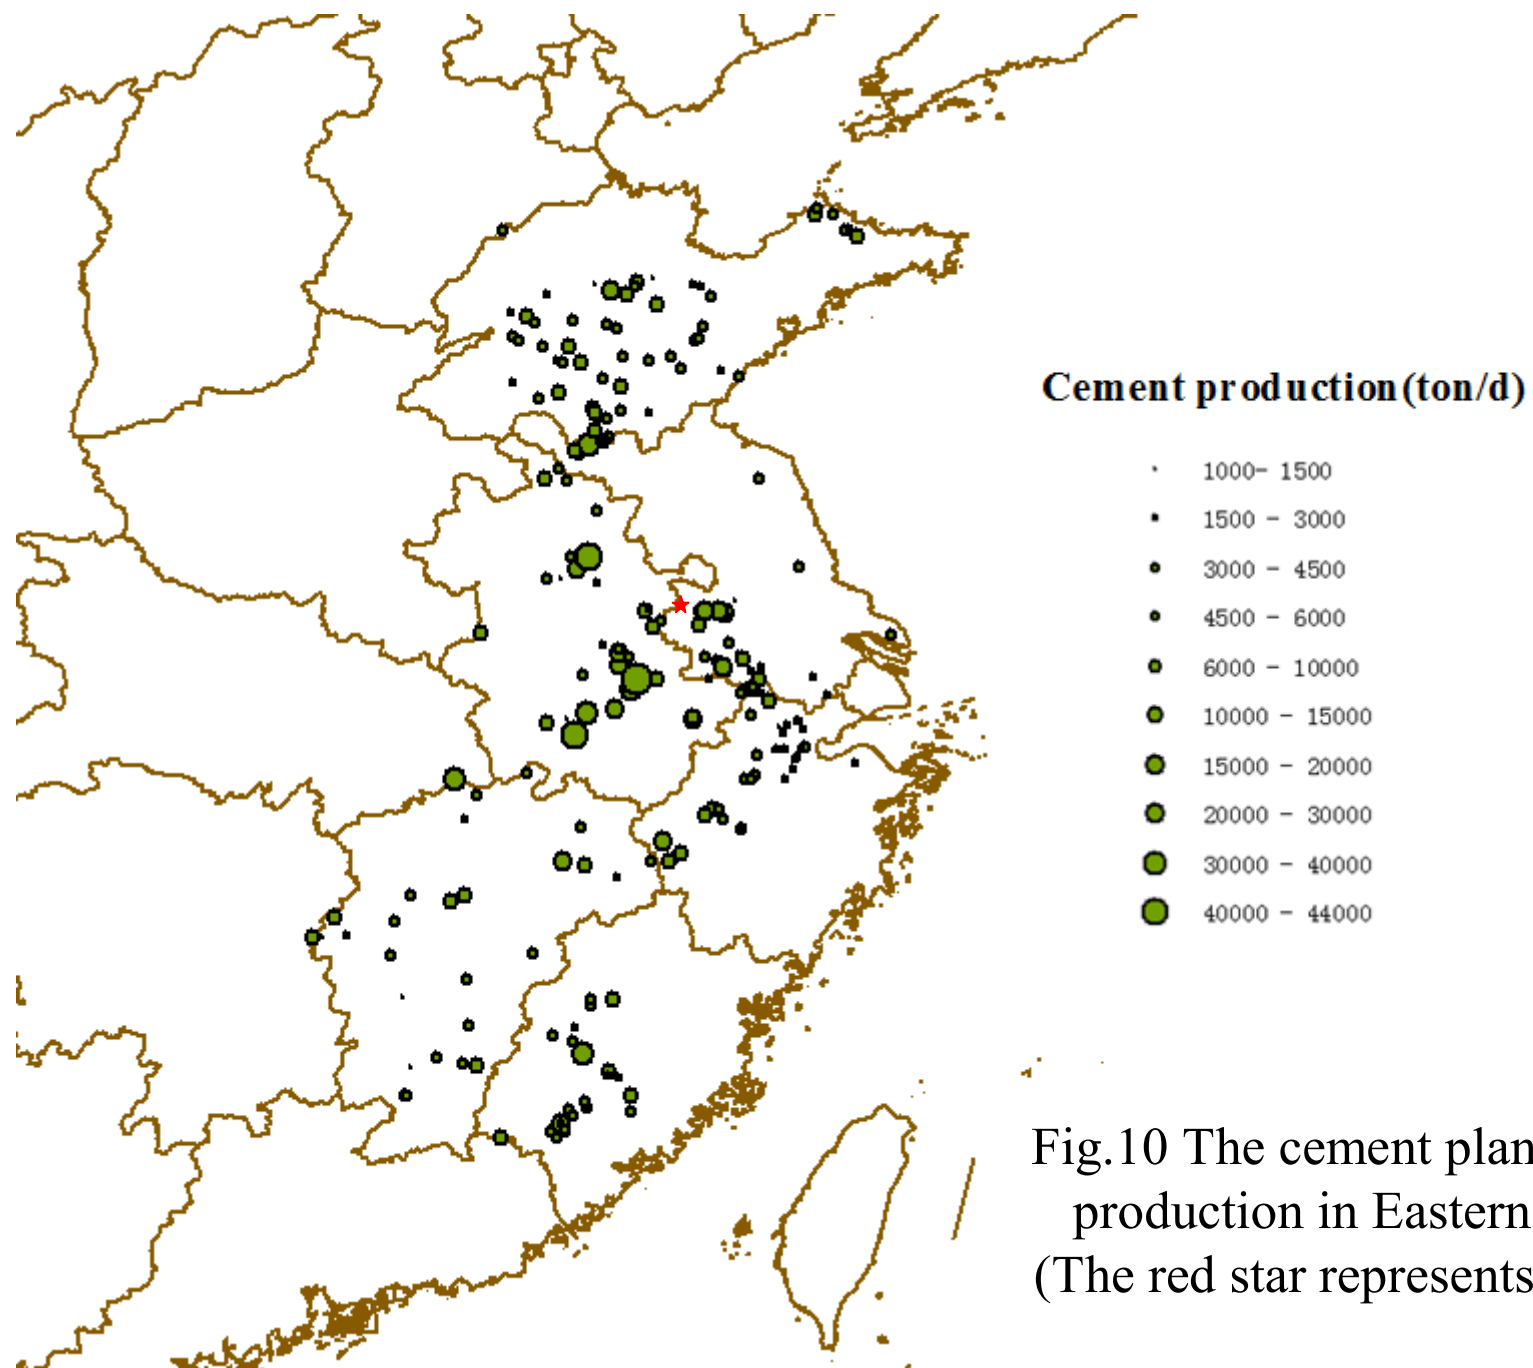 Cement production(ton/d)
1000- 1500
1500 - 3000
3000 - 4500
4500 - 6000
6000 - 10000
10000 - 15000
15000 - 20000
20000 - 30000
30000 - 40000
40000 - 44000
Fig.10 The cement plan
production in Eastern
(The red star represents